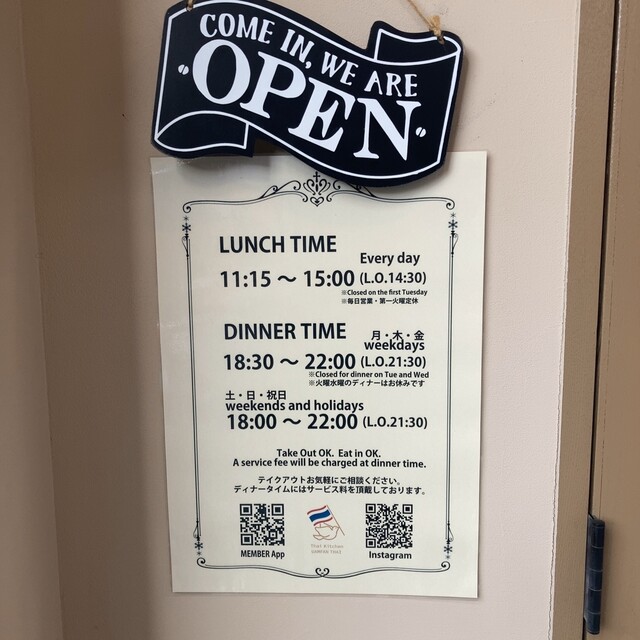 COME IN, WE ARE
OPEN
LUNCH TIME
Every day
11:15 ～ 15:00 (L.O.14:30)
※Closed on the first Tuesday
※毎日営業・第一火曜定休
DINNER TIME
月・木・金
weekdays
18:30 ～ 22:00 (L.O.21:30)
※Closed for dinner on Tue and Wed
※火曜水曜のディナーはお休みです
土・日・祝日
weekends and holidays
18:00 ～ 22:00 (L.O.21:30)
Take Out OK. Eat in OK.
A service fee will be charged at dinner time.
テイクアウトお気軽にご相談ください。
ディナータイムにはサービス料を頂戴しております。
MEMBER App
Thai Kitchen
Instagram